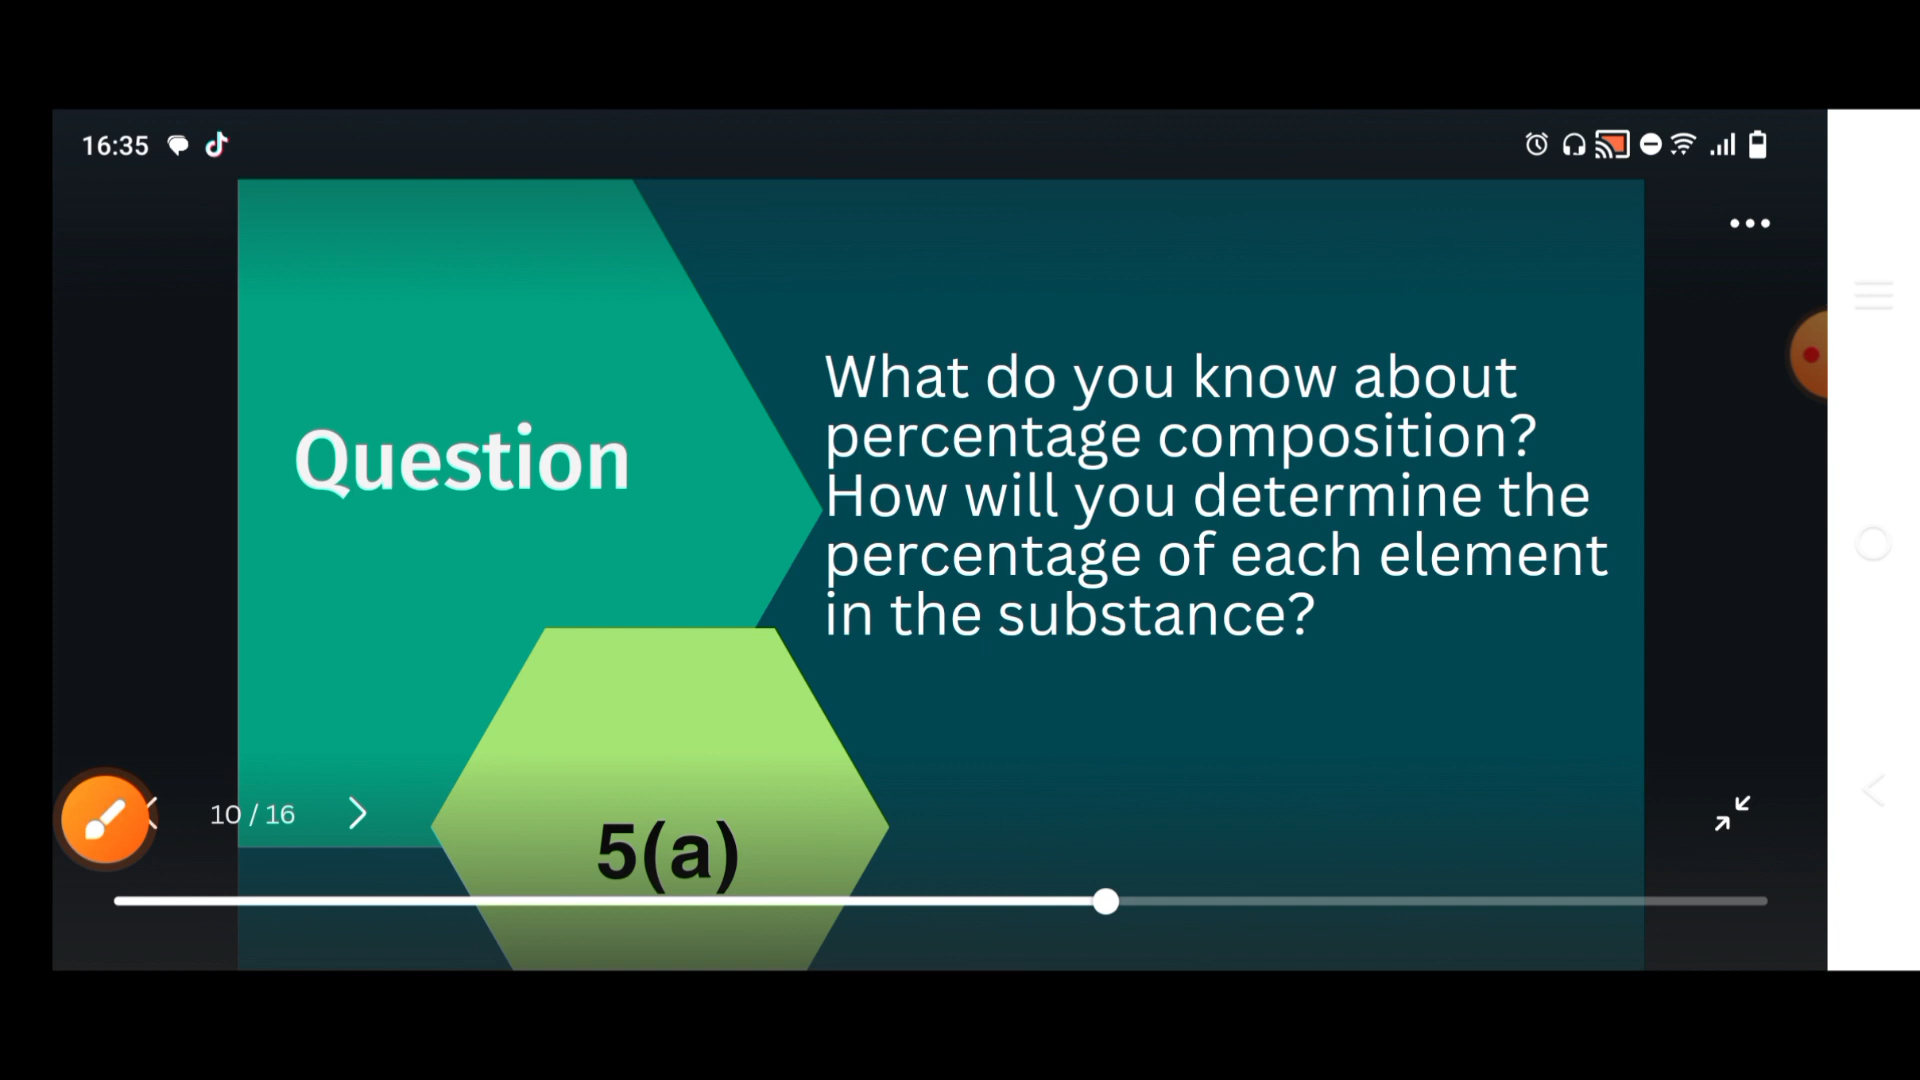 16:35
Question
What do you know about
percentage composition?
How will you determine the
percentage of each element
in the substance?
10 / 16
5(a)